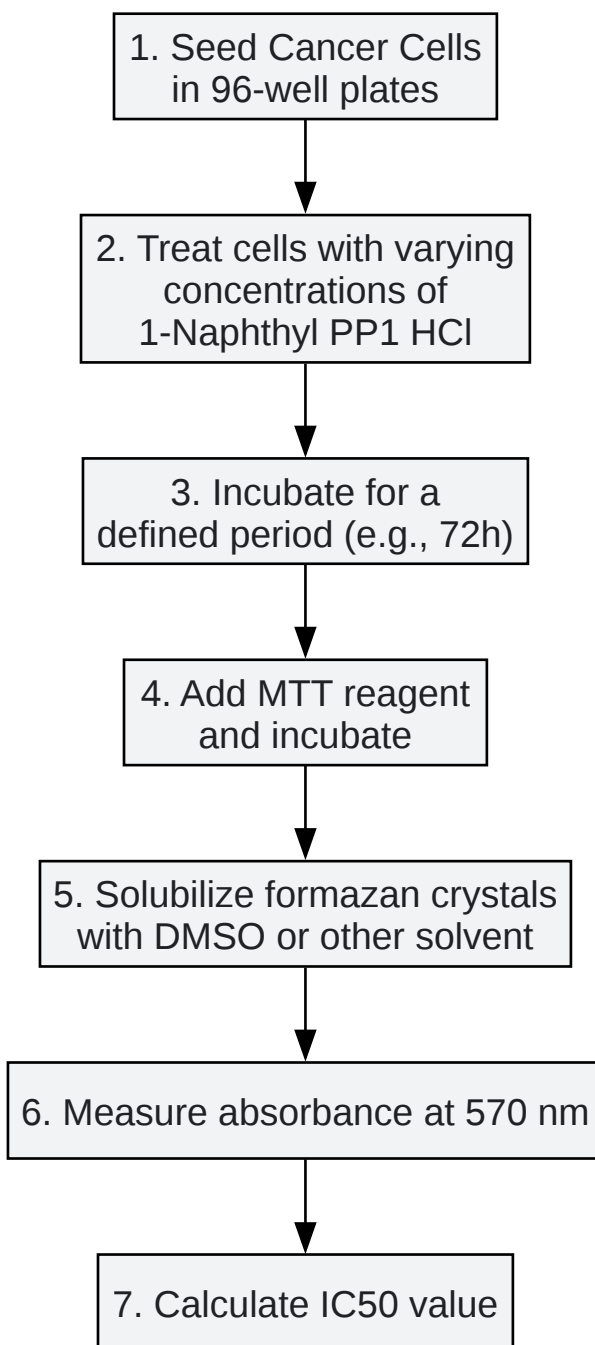 1. Seed Cancer Cells
in 96-well plates
2. Treat cells with varying
concentrations of
1-Naphthyl PP1 HCl
3. Incubate for a
defined period (e.g., 72h)
4. Add MTT reagent
and incubate
5. Solubilize formazan crystals
with DMSO or other solvent
6. Measure absorbance at 570 nm
7. Calculate IC50 value